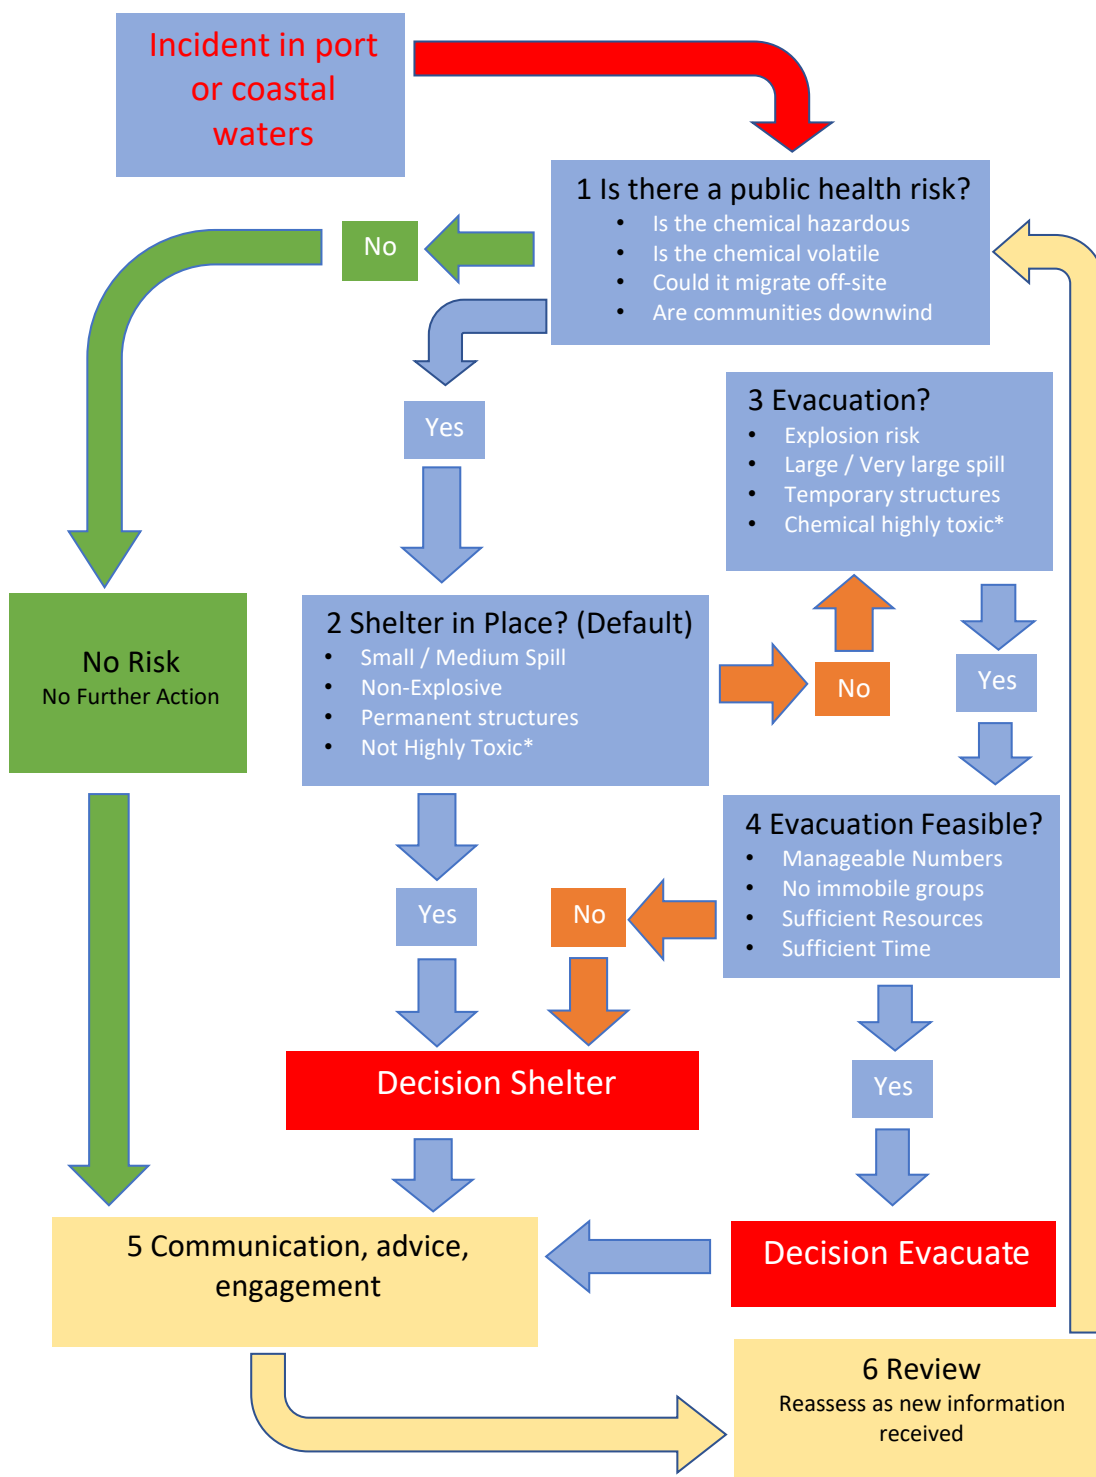 Incident in port
or coastal
waters
1 Is there a public health risk?
• Is the chemical hazardous
• Is the chemical volatile
• Could it migrate off-site
• Are communities downwind
No
Yes
3 Evacuation?
• Explosion risk
• Large / Very large spill
• Temporary structures
• Chemical highly toxic*
No Risk
No Further Action
2 Shelter in Place? (Default)
• Small / Medium Spill
• Non-Explosive
• Permanent structures
• Not Highly Toxic*
No
Yes
4 Evacuation Feasible?
• Manageable Numbers
• No immobile groups
• Sufficient Resources
• Sufficient Time
Yes
No
Decision Shelter
Yes
5 Communication, advice,
engagement
Decision Evacuate
6 Review
Reassess as new information
received